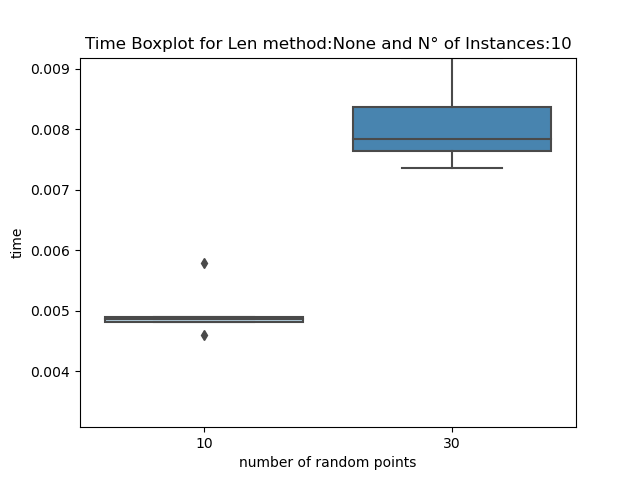 Time Boxplot for Len method:None and N° of Instances:10
0.009
0.008
0.007
0.006
0.005
0.004
time
10 30
number of random points